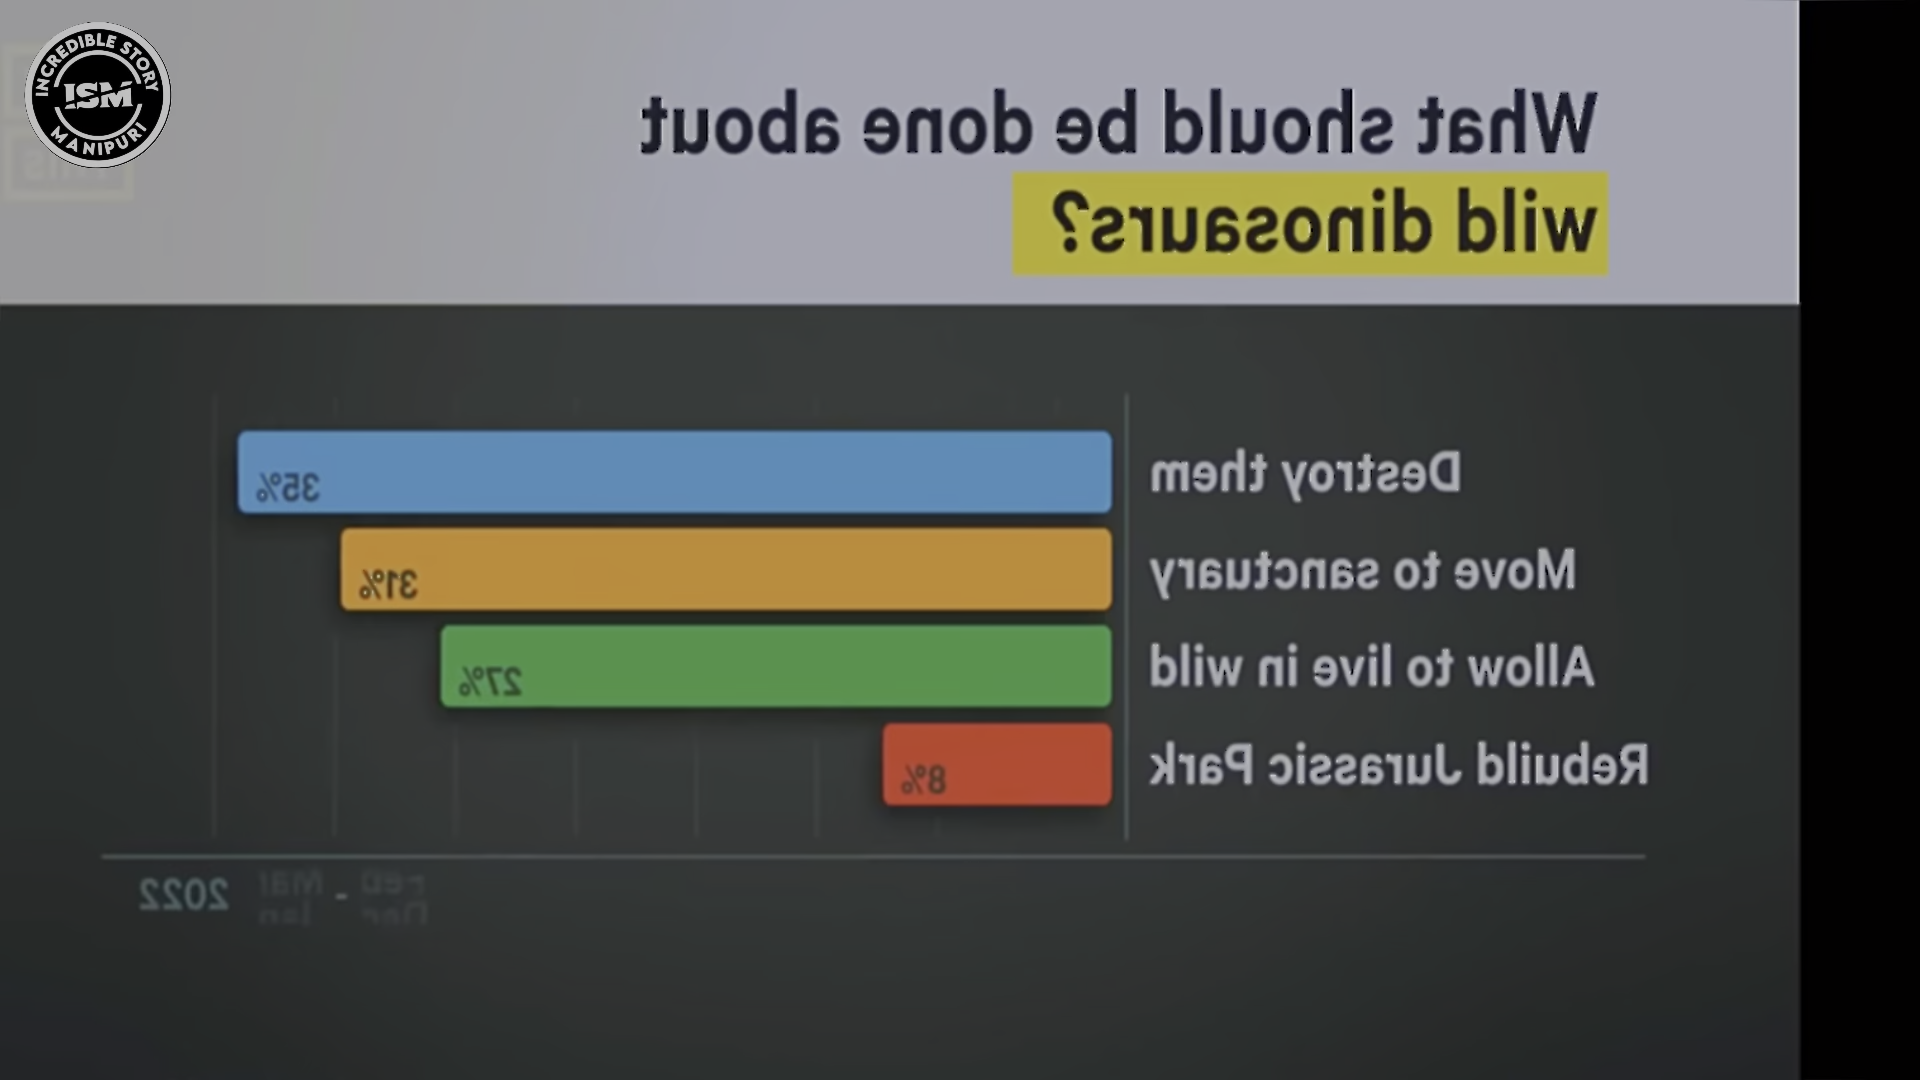 INCREDIBLE STORY
ISM
MANIPURI
What should be done about
wild dinosaurs?
Destroy them 35%
Move to sanctuary 31%
Allow to live in wild 27%
Rebuild Jurassic Park 8%
- 2022